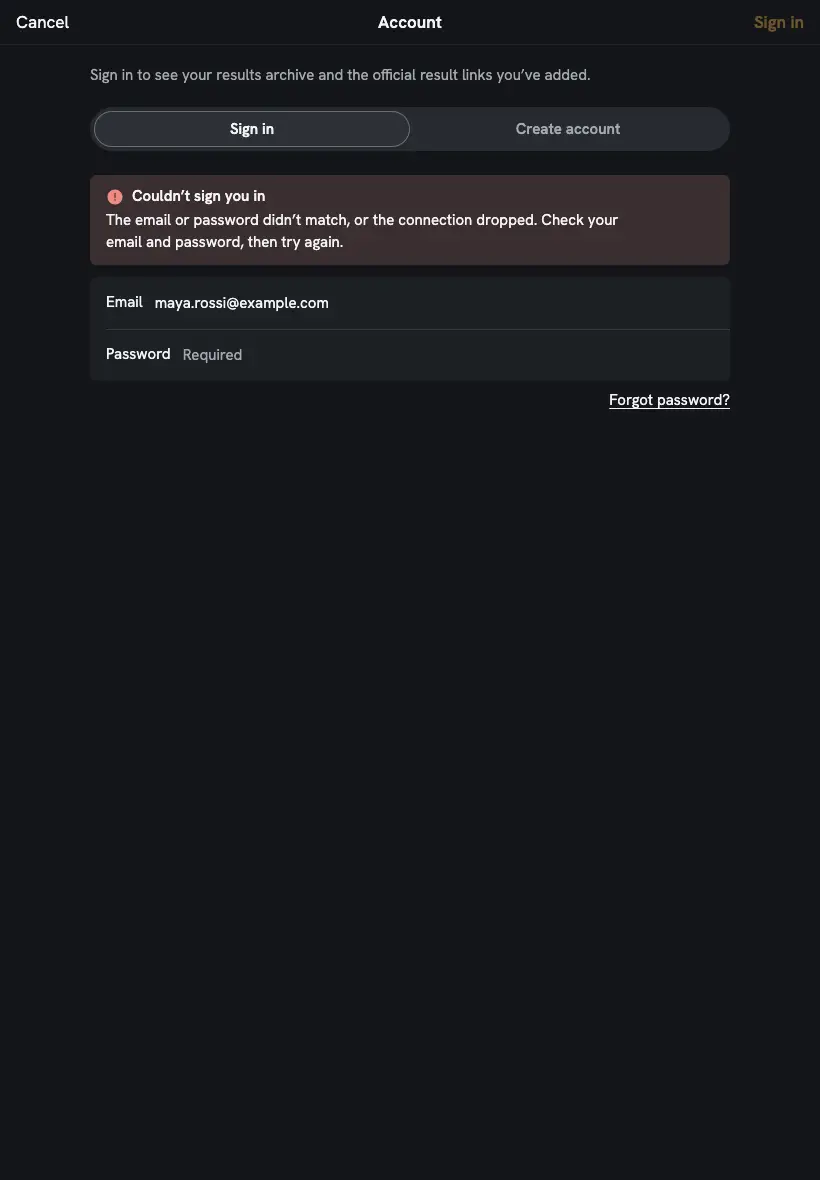 Cancel
Account
Sign in
Sign in to see your results archive and the official result links you’ve added.
Sign in
Create account
Couldn’t sign you in
The email or password didn’t match, or the connection dropped. Check your
email and password, then try again.
Email maya.rossi@example.com
Password Required
Forgot password?